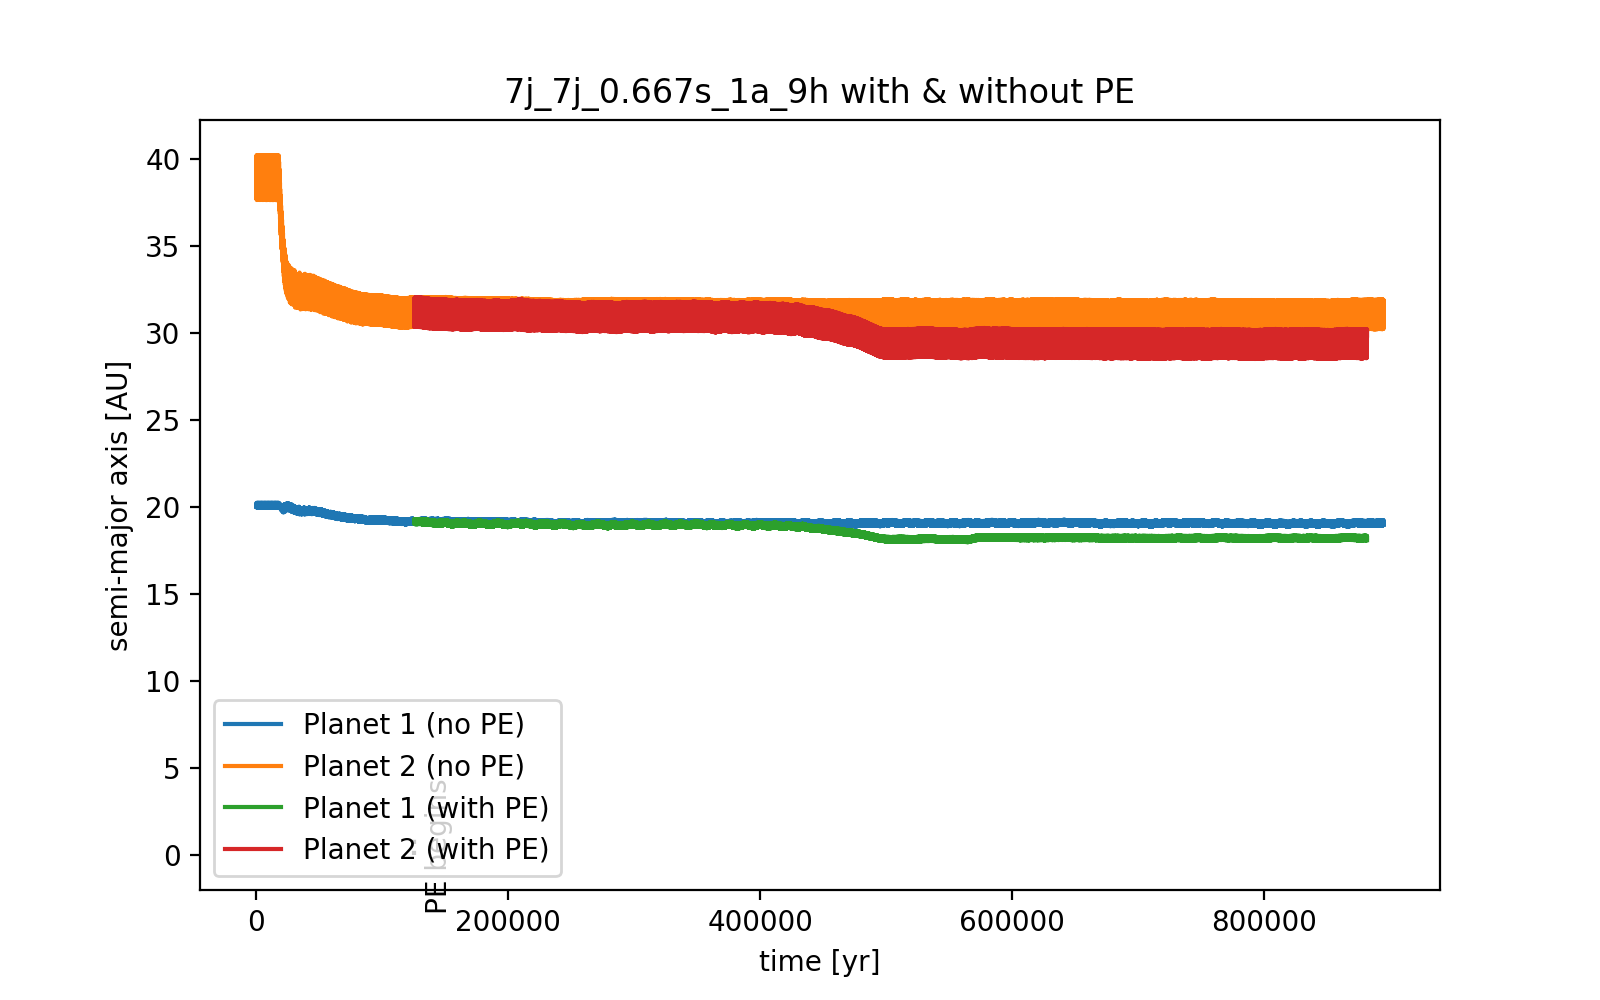 7j_7j_0.667s_1a_9h with & without PE
semi-major axis [AU]
40
35
30
25
20
15
10
5
0
Planet 1 (no PE)
Planet 2 (no PE)
Planet 1 (with PE)
Planet 2 (with PE)
PE begins
0
200000
400000
600000
800000
time [yr]